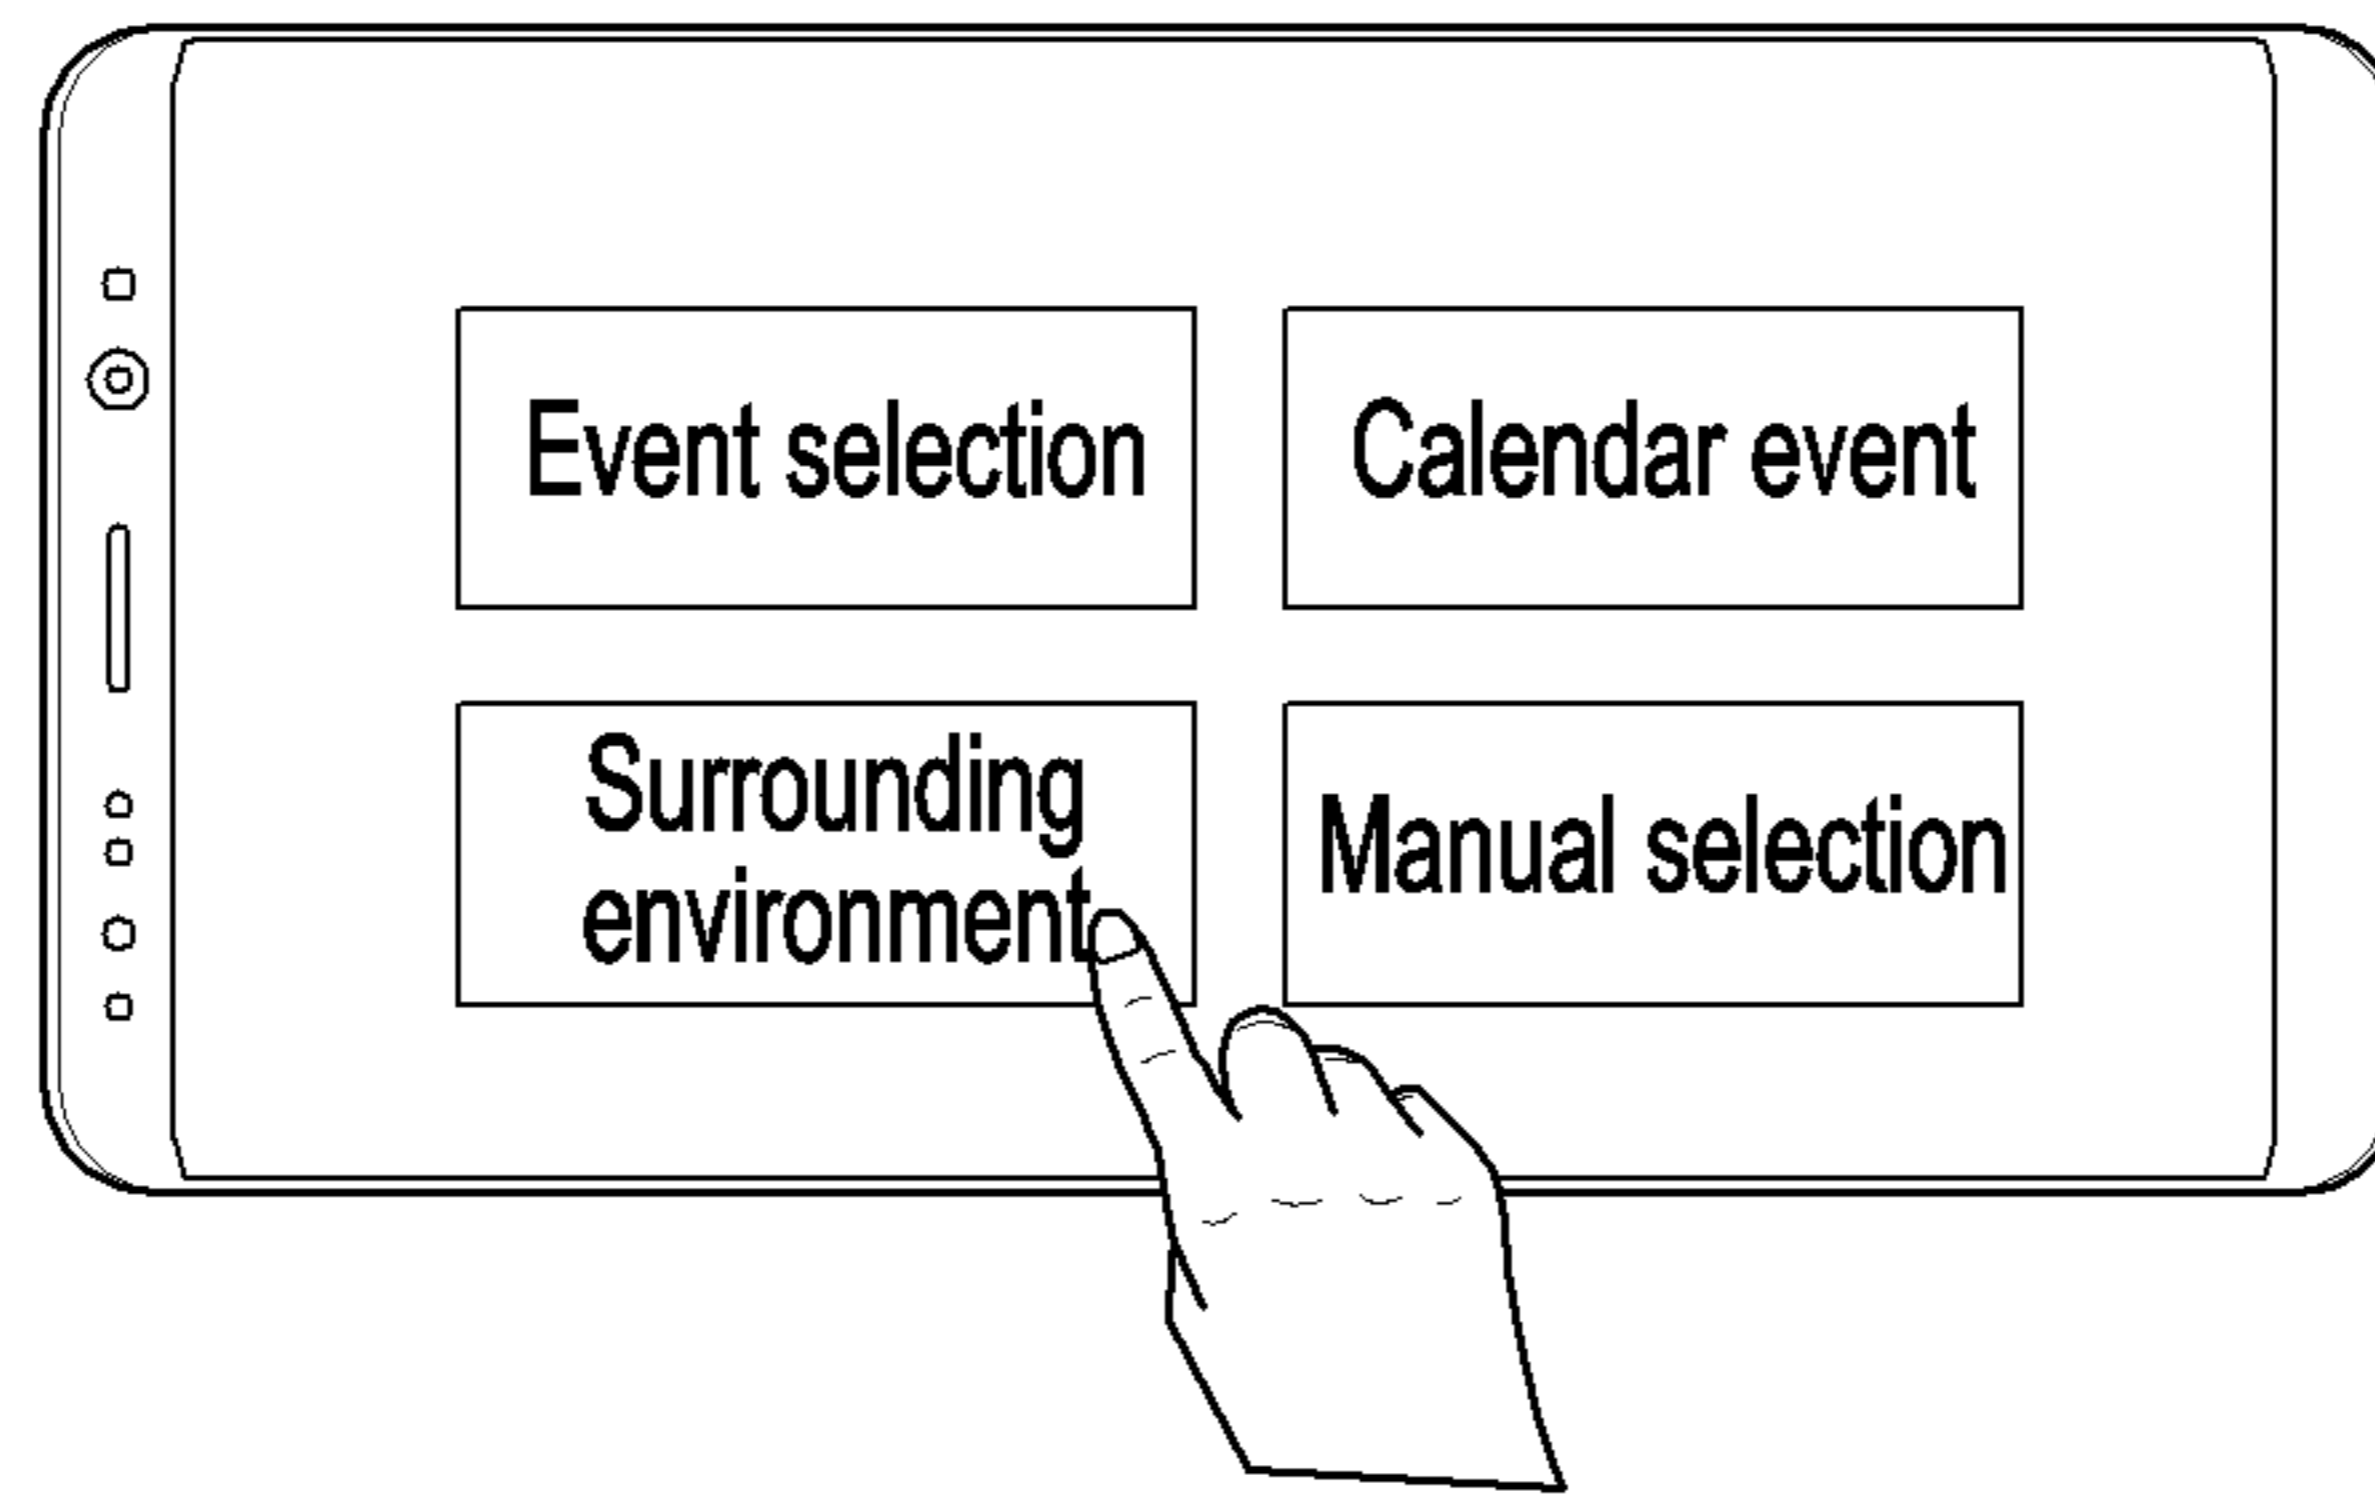 Event selection
Calendar event
Surrounding
environment
Manual selection